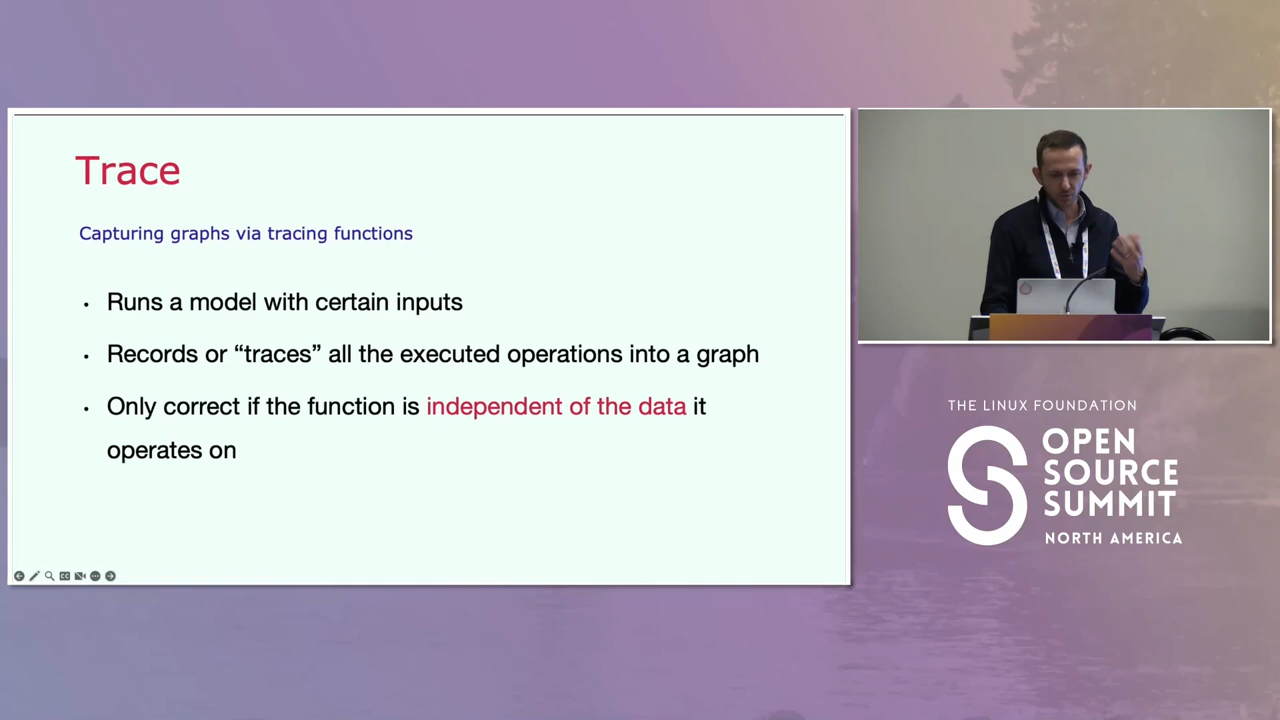 Trace
Capturing graphs via tracing functions
• Runs a model with certain inputs
• Records or “traces” all the executed operations into a graph
• Only correct if the function is independent of the data it
operates on
THE LINUX FOUNDATION
OPEN
SOURCE
SUMMIT
NORTH AMERICA